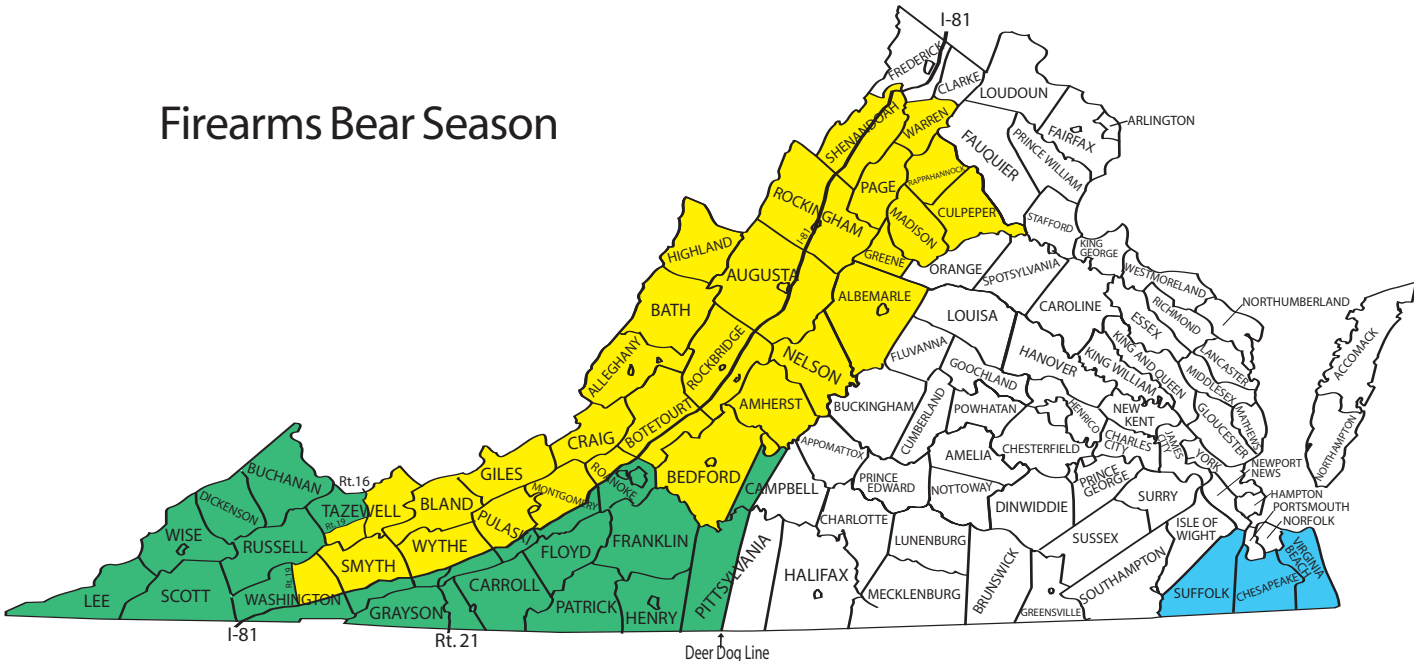 Firearms Bear Season
I-81
FREDERICK
CLARKE
LOUDOUN
ARLINGTON
FAIRFAX
SHENANDOAH
WARREN
FAUQUIER
PRINCE WILLIAM
RAPPAHANNOCK
PAGE
ROCKINGHAM
CULPEPER
MADISON
STAFFORD
I-81
HIGHLAND
GREENE
KING
GEORGE
ORANGE
SPOTSYLVANIA
WESTMORELAND
AUGUSTA
ALBEMARLE
CAROLINE
RICHMOND
NORTHUMBERLAND
BATH
LOUISA
ESSEX
ACCOMACK
ROCKBRIDGE
FLUVANNA
HANOVER
KING AND QUEEN
KING WILLIAM
LANCASTER
ALLEGHANY
NELSON
GOOCHLAND
MIDDLESEX
AMHERST
BUCKINGHAM
CUMBERLAND
POWHATAN
HENRICO
NEW
KENT
GLOUCESTER
MATHEWS
CRAIG
BOTETOURT
APPOMATTOX
AMELIA
CHESTERFIELD
CHARLES
CITY
JAMES
CITY
YORK
NORTHAMPTON
BUCHANAN
GILES
ROANOKE
BEDFORD
CAMPBELL
PRINCE
EDWARD
NOTTOWAY
PRINCE
GEORGE
NEWPORT
NEWS
Rt.16
DICKENSON
TAZEWELL
BLAND
MONTGOMERY
SURRY
HAMPTON
PORTSMOUTH
NORFOLK
Rt. 19
PULASKI
CHARLOTTE
DINWIDDIE
ISLE OF
WIGHT
WISE
RUSSELL
WYTHE
FLOYD
FRANKLIN
PITTSYLVANIA
LUNENBURG
SUSSEX
VIRGINIA
BEACH
SMYTH
Rt. 19
HALIFAX
SOUTHAMPTON
LEE
SCOTT
WASHINGTON
CARROLL
MECKLENBURG
BRUNSWICK
SUFFOLK
CHESAPEAKE
GRAYSON
PATRICK
HENRY
GREENSVILLE
I-81
Rt. 21
Deer Dog Line